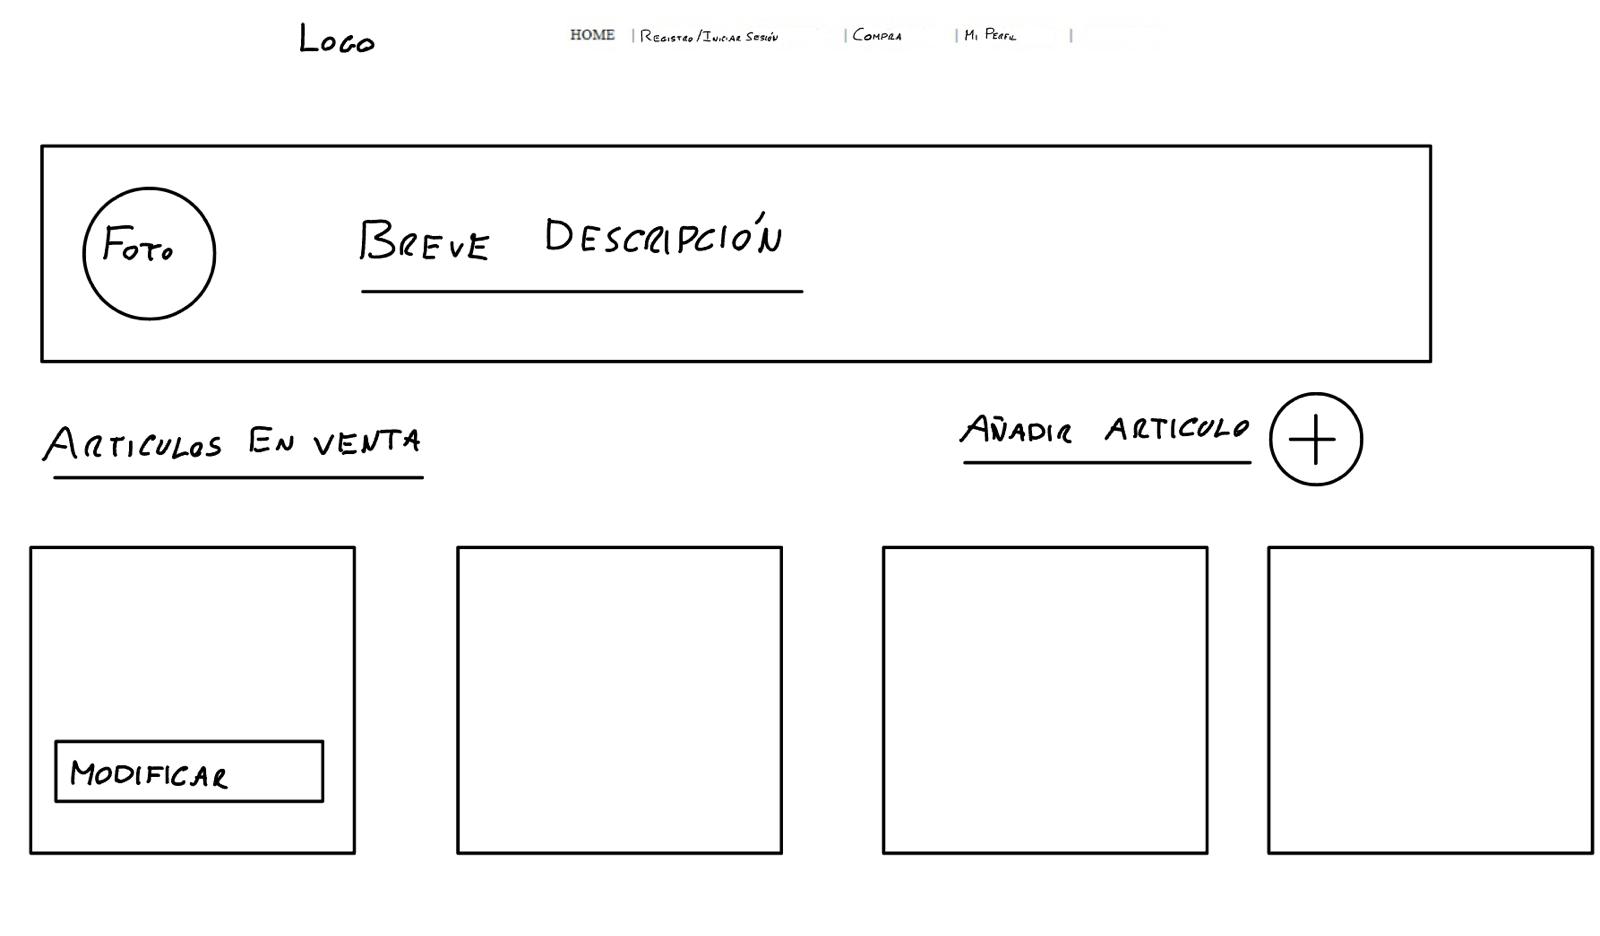 LOGO
HOME | REGISTRO/INICIAR SESIÓN | COMPRA | MI PERFIL |
FOTO
BREVE DESCRIPCIÓN
ARTICULOS EN VENTA
AÑADIR ARTICULO +
MODIFICAR